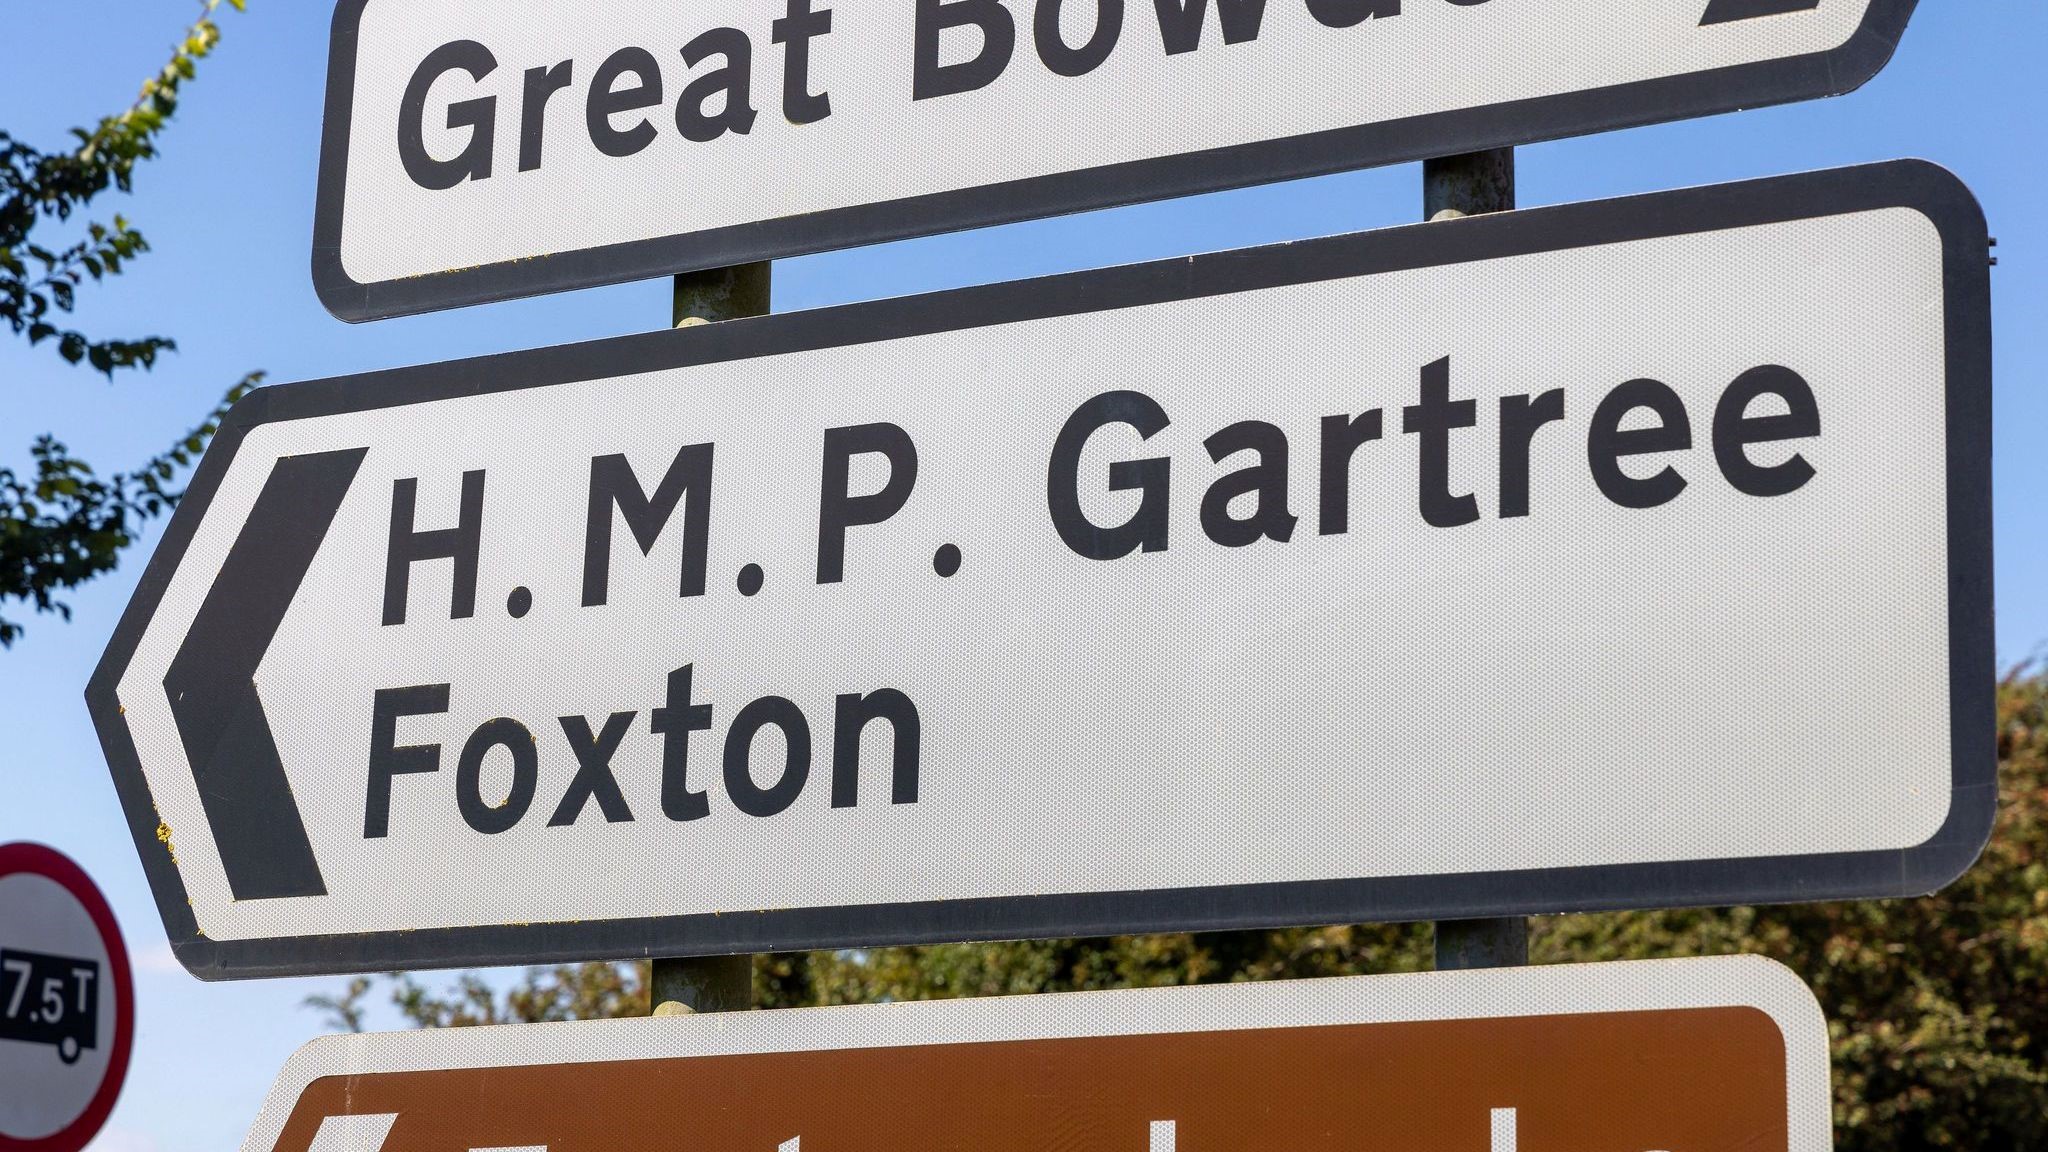 Great
H.M.P. Gartree
Foxton
7.5T